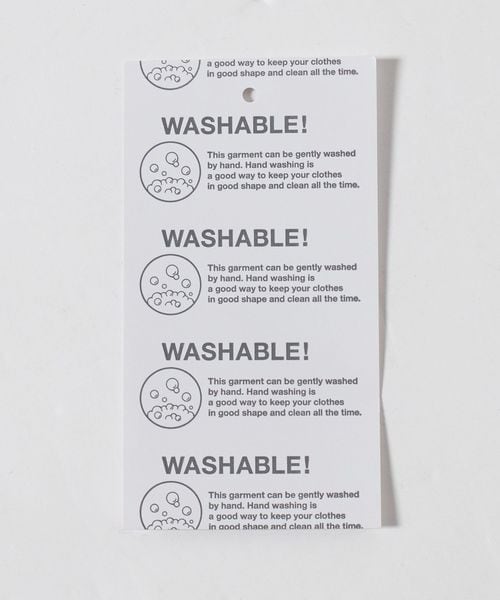 a good way to keep your clothes
in good shape and clean all the time.
WASHABLE!
This garment can be gently washed
by hand. Hand washing is
a good way to keep your clothes
in good shape and clean all the time.
WASHABLE!
This garment can be gently washed
by hand. Hand washing is
a good way to keep your clothes
in good shape and clean all the time.
WASHABLE!
This garment can be gently washed
by hand. Hand washing is
a good way to keep your clothes
in good shape and clean all the time.
WASHABLE!
This garment can be gently washed
by hand. Hand washing is
a good way to keep your clothes
in good shape and clean all the time.